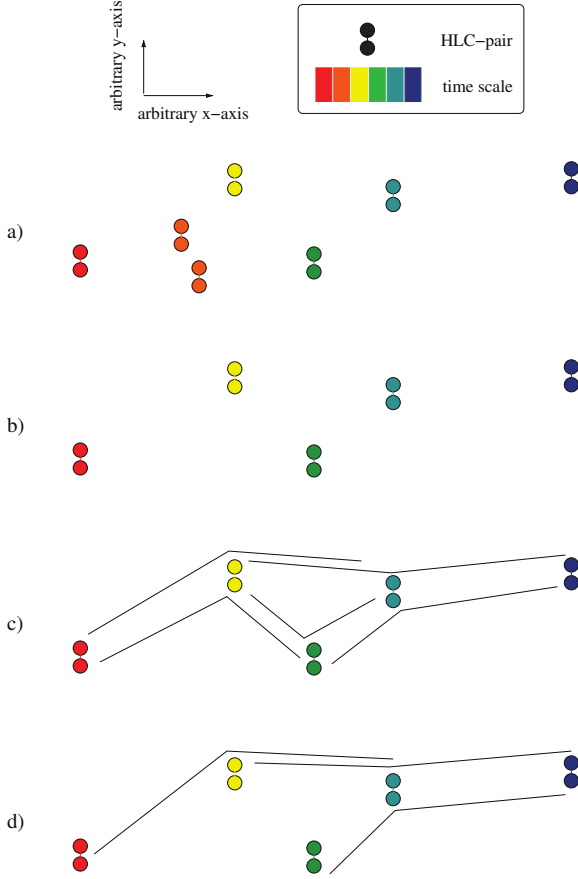 arbitrary y−axis
arbitrary x−axis
HLC−pair
time scale
a)
b)
c)
d)